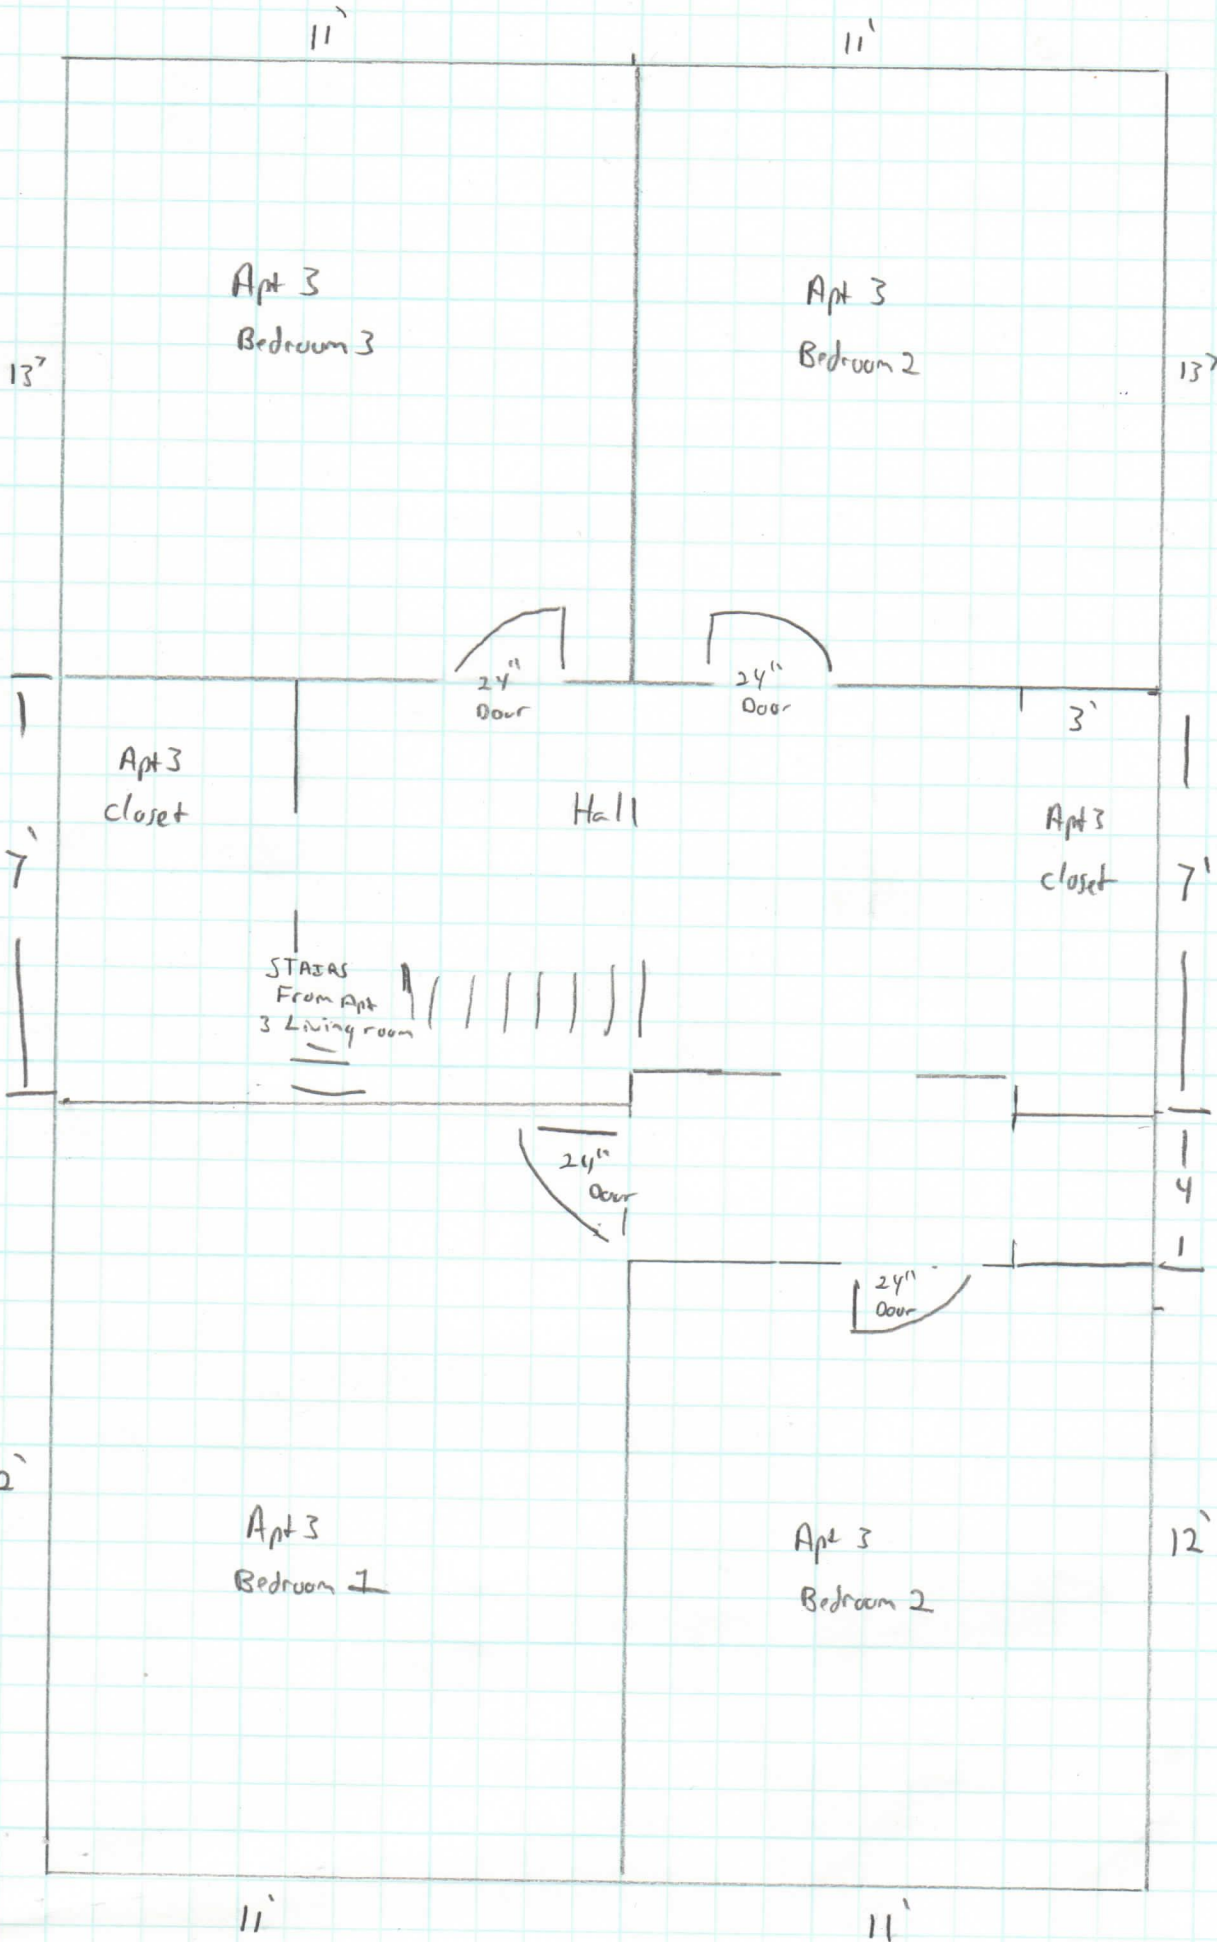 11'
11'
Apt 3
Bedroom 3
Apt 3
Bedroom 2
13'
13'
24"
Door
24"
Door
3'
Apt 3
closet
Hall
Apt 3
closet
7'
7'
STAIRS
From Apt
3 Living room
24"
Door
4
24"
Door
2'
Apt 3
Bedroom 1
Apt 3
Bedroom 2
12'
11'
11'